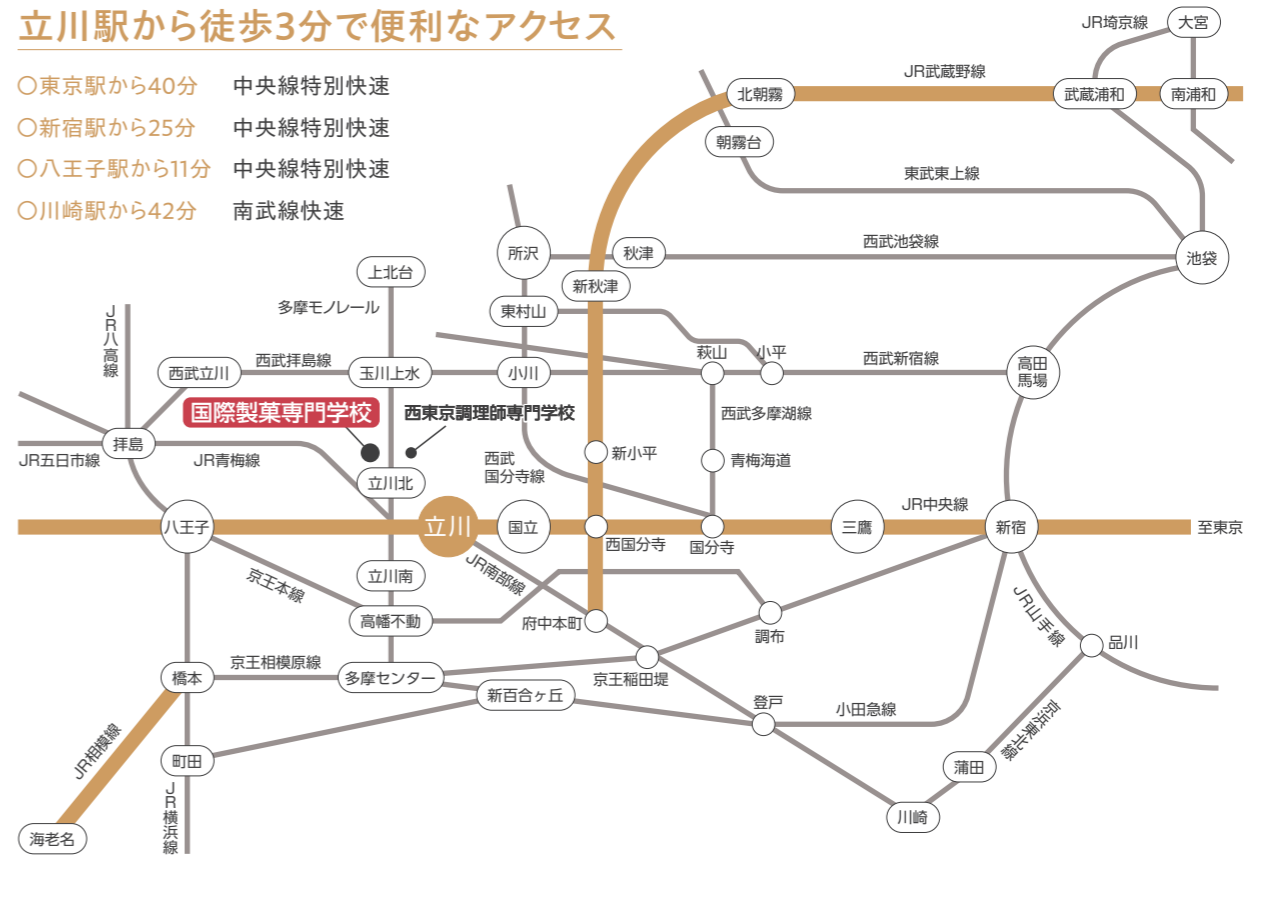 立川駅から徒歩3分で便利なアクセス
〇東京駅から40分 中央線特別快速
〇新宿駅から25分 中央線特別快速
〇八王子駅から11分 中央線特別快速
〇川崎駅から42分 南武線快速
JR埼京線
大宮
JR武蔵野線
北朝霧
武蔵浦和
南浦和
朝霧台
東武東上線
所沢
秋津
西武池袋線
池袋
上北台
新秋津
多摩モノレール
東村山
JR八高線
西武立川
西武拝島線
玉川上水
小川
萩山
小平
西武新宿線
高田
馬場
国際製菓専門学校
西東京調理師専門学校
西武多摩湖線
拝島
JR五日市線
JR青梅線
西武
国分寺線
新小平
青梅海道
立川北
八王子
立川
国立
西国分寺
国分寺
三鷹
JR中央線
新宿
至東京
京王本線
立川南
JR南部線
高幡不動
府中本町
調布
JR山手線
品川
橋本
京王相模原線
多摩センター
京王稲田堤
新百合ヶ丘
登戸
小田急線
京浜東北線
JR相模線
町田
蒲田
JR横浜線
海老名
川崎